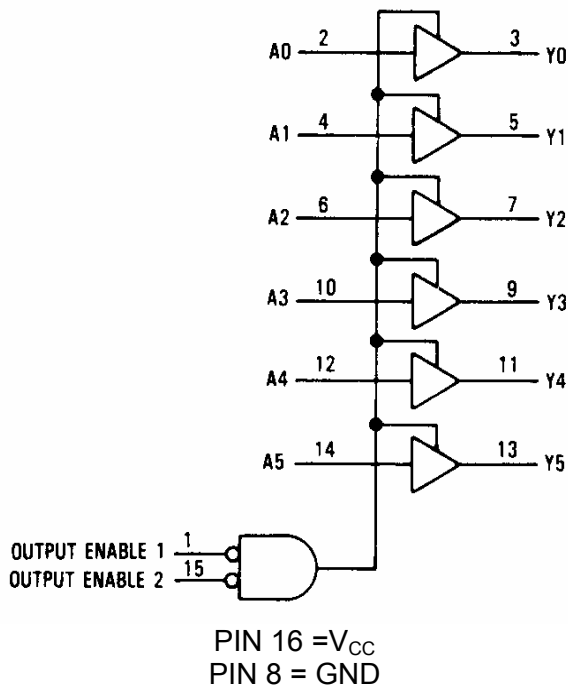 A0 2 3 Y0
A1 4 5 Y1
A2 6 7 Y2
A3 10 9 Y3
A4 12 11 Y4
A5 14 13 Y5
OUTPUT ENABLE 1 1
OUTPUT ENABLE 2 15
PIN 16 =VCC
PIN 8 = GND